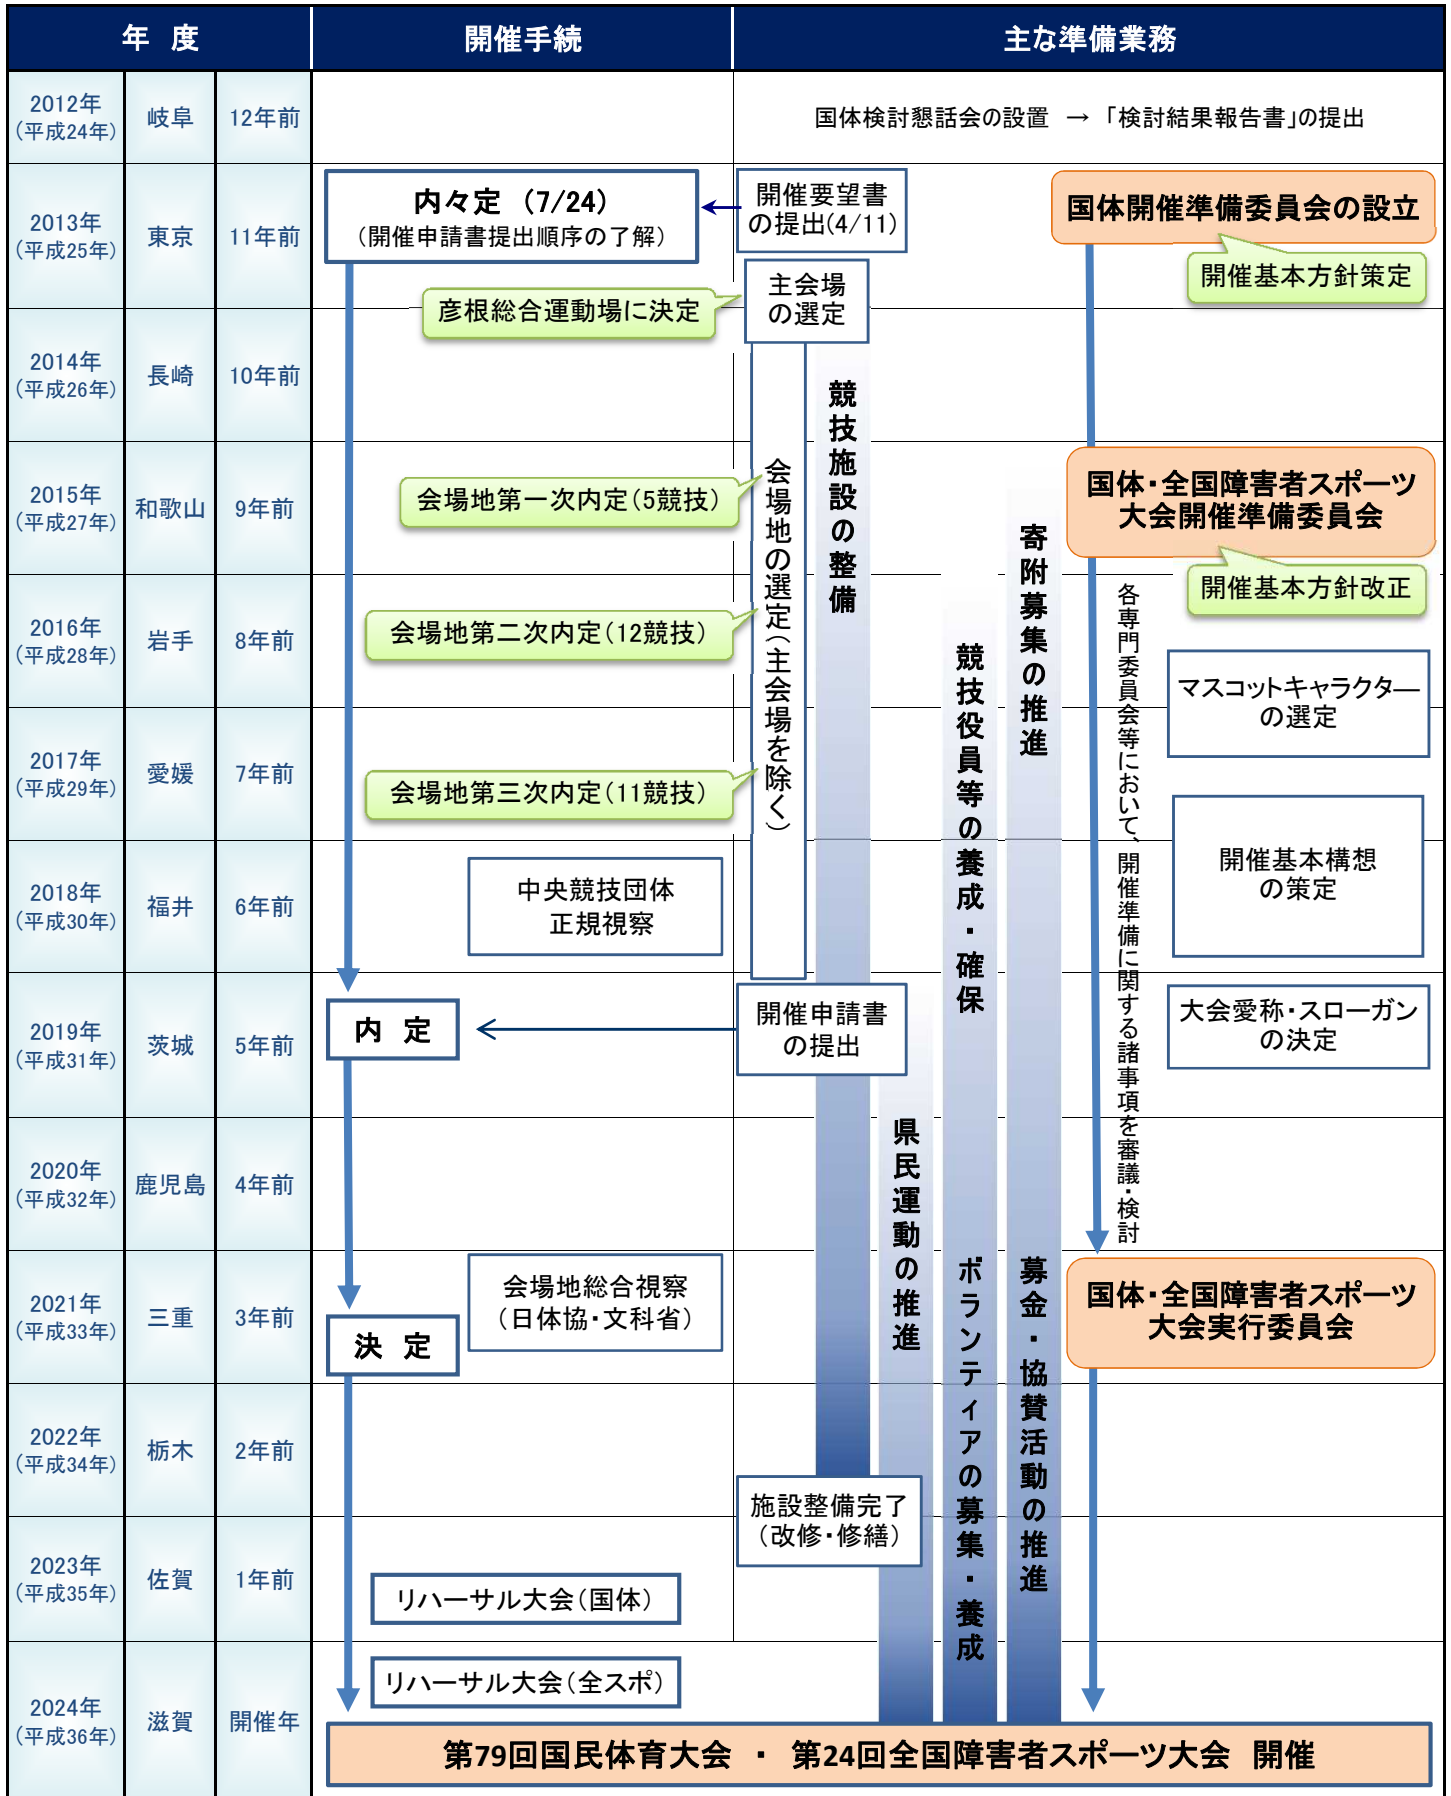 年 度
開催手続
主な準備業務
2012年
(平成24年)
岐阜
12年前
国体検討懇話会の設置 → 「検討結果報告書」の提出
2013年
(平成25年)
東京
11年前
内々定 (7/24)
(開催申請書提出順序の了解)
開催要望書
の提出(4/11)
国体開催準備委員会の設立
開催基本方針策定
主会場
の選定
彦根総合運動場に決定
2014年
(平成26年)
長崎
10年前
競技施設の整備
2015年
(平成27年)
和歌山
9年前
会場地第一次内定(5競技)
会場地の選定(主会場を除く)
国体・全国障害者スポーツ
大会開催準備委員会
開催基本方針改正
寄附募集の推進
2016年
(平成28年)
岩手
8年前
会場地第二次内定(12競技)
各専門委員会等において、開催準備に関する諸事項を審議・検討
競技役員等の養成・確保
マスコットキャラクター
の選定
2017年
(平成29年)
愛媛
7年前
会場地第三次内定(11競技)
開催基本構想
の策定
2018年
(平成30年)
福井
6年前
中央競技団体
正規視察
2019年
(平成31年)
茨城
5年前
内 定
開催申請書
の提出
大会愛称・スローガン
の決定
2020年
(平成32年)
鹿児島
4年前
県民運動の推進
2021年
(平成33年)
三重
3年前
会場地総合視察
(日体協・文科省)
決 定
ボランティアの募集・養成
募金・協賛活動の推進
国体・全国障害者スポーツ
大会実行委員会
2022年
(平成34年)
栃木
2年前
施設整備完了
(改修・修繕)
2023年
(平成35年)
佐賀
1年前
リハーサル大会(国体)
2024年
(平成36年)
滋賀
開催年
リハーサル大会(全スポ)
第79回国民体育大会 ・ 第24回全国障害者スポーツ大会 開催